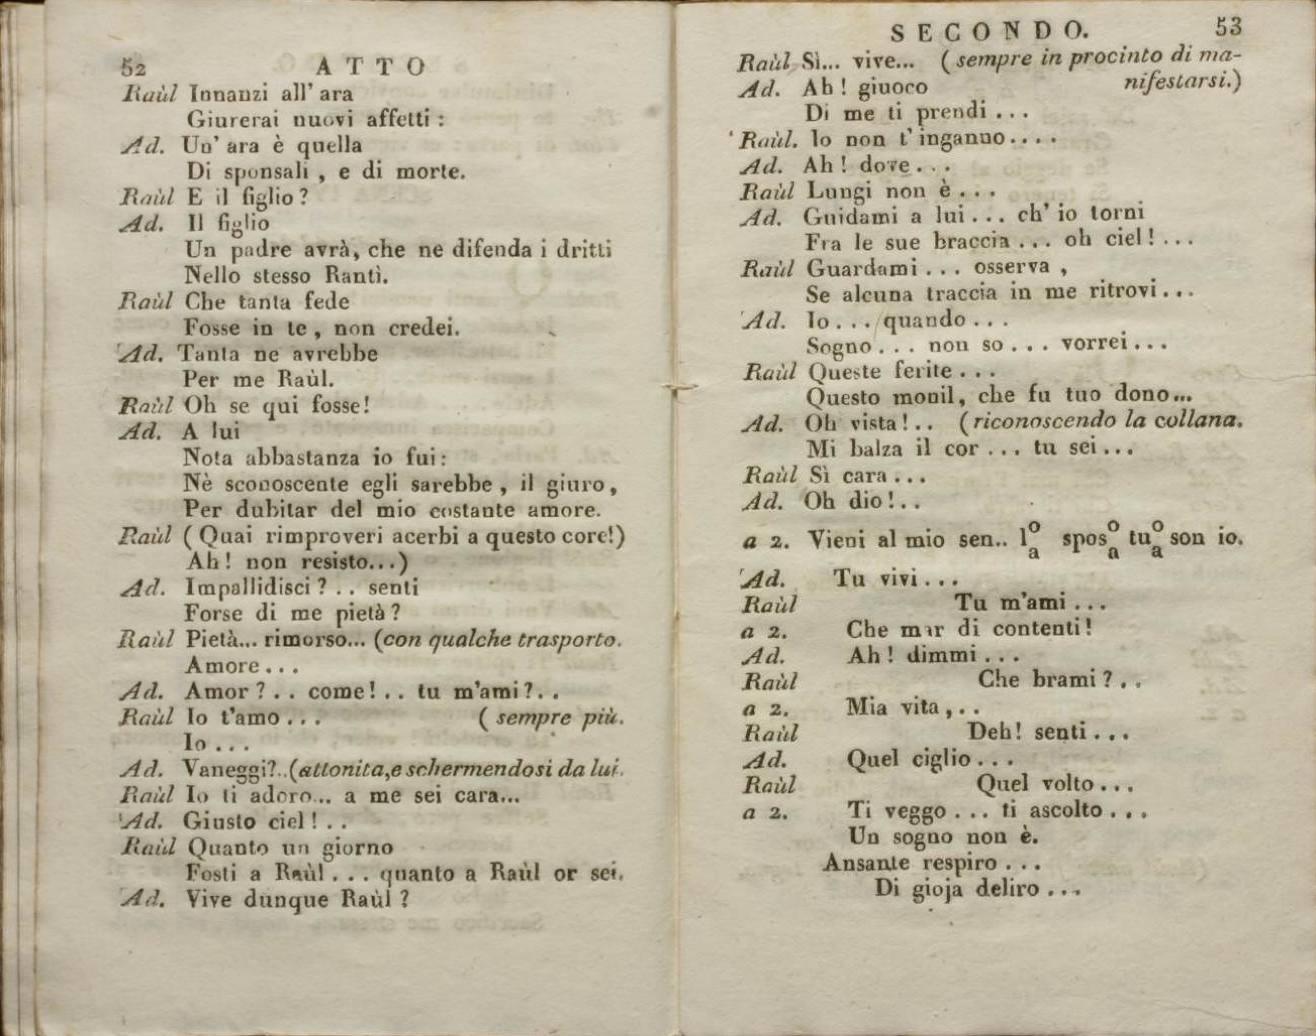 52 ATTO
Raùl Innanzi all' ara
Giurerai nuovi affetti :
Ad. Un' ara è quella
Di sponsali , e di morte.
Raùl E il figlio?
Ad. Il figlio
Un padre avrà, che ne difenda i dritti
Nello stesso Rantì.
Raùl Che tanta fede
Fosse in te , non credei.
Ad. Tanta ne avrebbe
Per me Raùl.
Raùl Oh se qui fosse!
Ad. A lui
Nota abbastanza io fui:
Nè sconoscente egli sarebbe , il giuro,
Per dubitar del mio costante amore.
Raùl ( Quai rimproveri acerbi a questo core!)
Ah! non resisto...)
Ad. Impallidisci? . . senti
Forse di me pietà?
Raùl Pietà... rimorso... (con qualche trasporto.
Amore . . .
Ad. Amor? . . come! . . tu m'ami? . .
Raùl Io t'amo . . . ( sempre più.
Io . . .
Ad. Vaneggi?..(attonita,e schermendosi da lui.
Raùl Io ti adoro... a me sei cara...
Ad. Giusto ciel! . .
Raùl Quanto un giorno
Fosti a Raùl . . . quanto a Raùl or sei.
Ad. Vive dunque Raùl ?
SECONDO. 53
Raùl Sì... vive... ( sempre in procinto di ma-
Ad. Ah! giuoco nifestarsi.)
Di me ti prendi . . .
Raùl. Io non t'inganno. . . .
Ad. Ah! dove . . .
Raùl Lungi non è . . .
Ad. Guidami a lui . . . ch' io torni
Fra le sue braccia . . . oh ciel! . . .
Raùl Guardami . . . osserva ,
Se alcuna traccia in me ritrovi . . .
Ad. Io . . . quando . . .
Sogno . . . non so . . . vorrei . . .
Raùl Queste ferite . . .
Questo monil, che fu tuo dono...
Ad. Oh vista! . . ( riconoscendo la collana.
Mi balza il cor . . . tu sei . . .
Raùl Sì cara . . .
Ad. Oh dio! . .
a 2. Vieni al mio sen.. l o/a spos o/a tu o/a son io.
Ad. Tu vivi . . .
Raùl Tu m'ami . . .
a 2. Che mar di contenti!
Ad. Ah! dimmi . . .
Raùl Che brami? . .
a 2. Mia vita , . .
Raùl Deh! senti . . .
Ad. Quel ciglio . . .
Raùl Quel volto . . .
a 2. Ti veggo . . . ti ascolto . . .
Un sogno non è.
Ansante respiro . . .
Di gioja deliro . . .